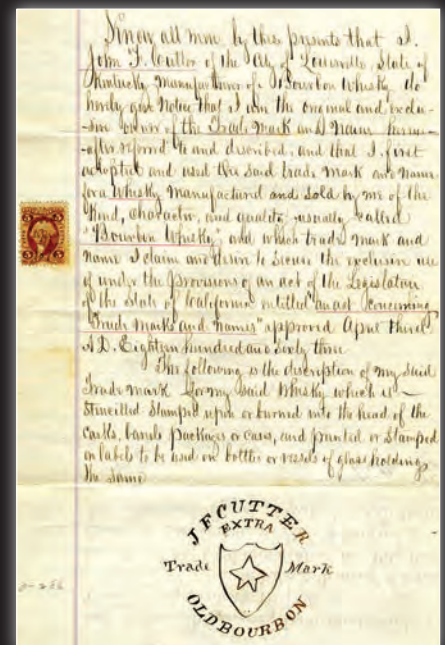 Know all men by these presents that I.
John F. Cutter of the City of Louisville, State of
Kentucky, Manufacturer of Bourbon Whisky do
hereby give Notice that I am the original and exclu-
-sive owner of the Trade Mark and Name herein-
-after referred to and described, and that I first
adopted and used the said trade mark and name
for a Whisky manufactured and sold by me of the
Kind, character, and quality usually called
"Bourbon Whisky," and which trade mark and
name I claim and desire to secure the exclusive use
of under the Provisions of an act of the Legislature
of the State of California entitled an act concerning
"Trade marks and names" approved April third
A.D. Eighteen hundred and sixty three
The following is the description of my said
Trade mark for my said Whisky which is —
Stencilled Stamped upon or burned into the head of the
casks, barrels packages or cases, and printed or stamped
on labels to be used on bottles or vessels of glass holding
the same
J F CUTTER
EXTRA
Trade Mark
OLD BOURBON